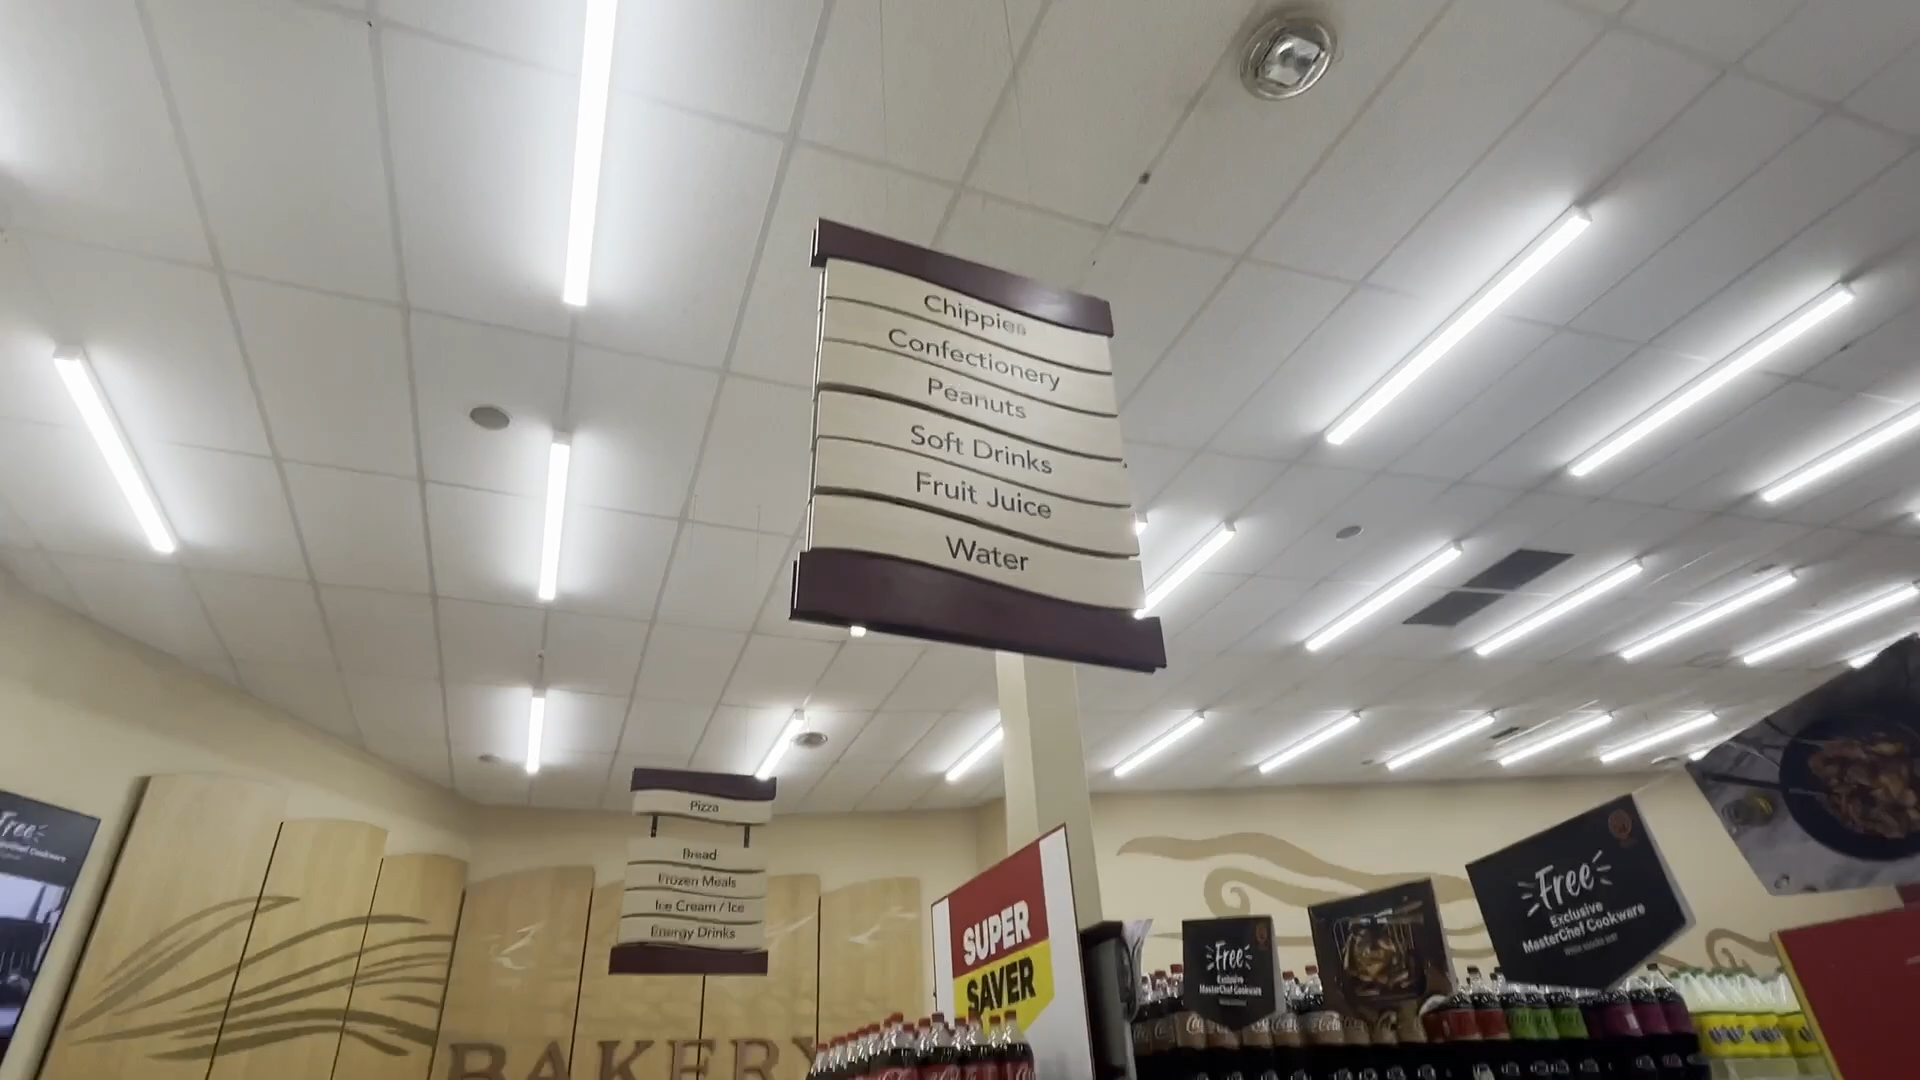 Chippies
Confectionery
Peanuts
Soft Drinks
Fruit Juice
Water
Pizza
Bread
Frozen Meals
Ice Cream / Ice
Energy Drinks
BAKERY
SUPER
SAVER
Free
Exclusive
MasterChef Cookware
Free
Exclusive
MasterChef Cookware
Free
Cookware